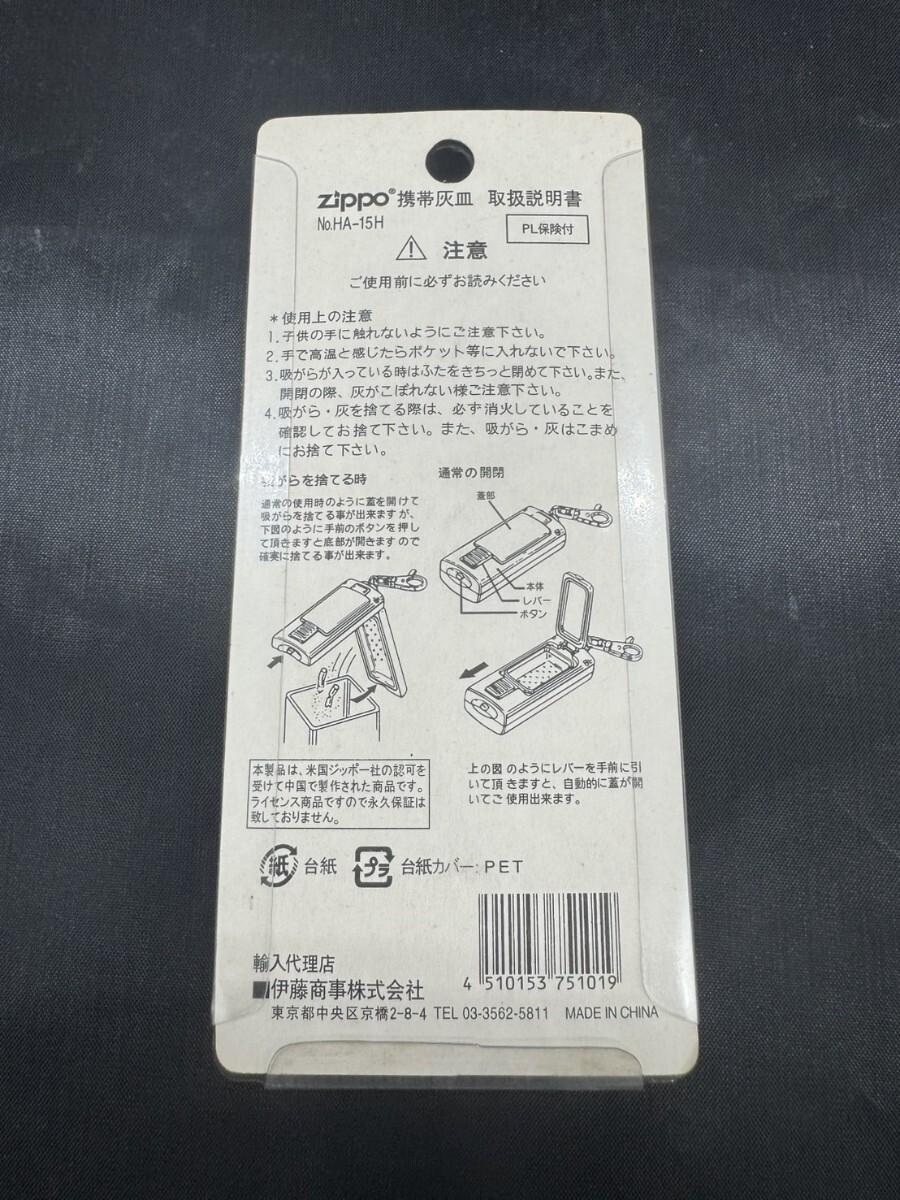 zippo® 携帯灰皿 取扱説明書
No.HA-15H
PL保険付
注意
ご使用前に必ずお読みください
＊使用上の注意
1.子供の手に触れないようにご注意下さい。
2.手で高温と感じたらポケット等に入れないで下さい。
3.吸がらが入っている時はふたをきちっと閉めて下さい。また、
開閉の際、灰がこぼれない様ご注意下さい。
4.吸がら・灰を捨てる際は、必ず消火していることを
確認してお捨て下さい。また、吸がら・灰はこまめ
にお捨て下さい。
吸がらを捨てる時
通常の使用時のように蓋を開けて
吸がらを捨てる事が出来ますが、
下図のように手前のボタンを押し
て頂きますと底部が開きますので
確実に捨てる事が出来ます。
通常の開閉
蓋部
本体
レバー
ボタン
上の図のようにレバーを手前に引
いて頂きますと、自動的に蓋が開
いてご使用出来ます。
本製品は、米国ジッポー社の認可を
受けて中国で製作された商品です。
ライセンス商品ですので永久保証は
致しておりません。
紙 台紙 プラ 台紙カバー:PET
4 510153 751019
輸入代理店
伊藤商事株式会社
東京都中央区京橋2-8-4 TEL 03-3562-5811 MADE IN CHINA